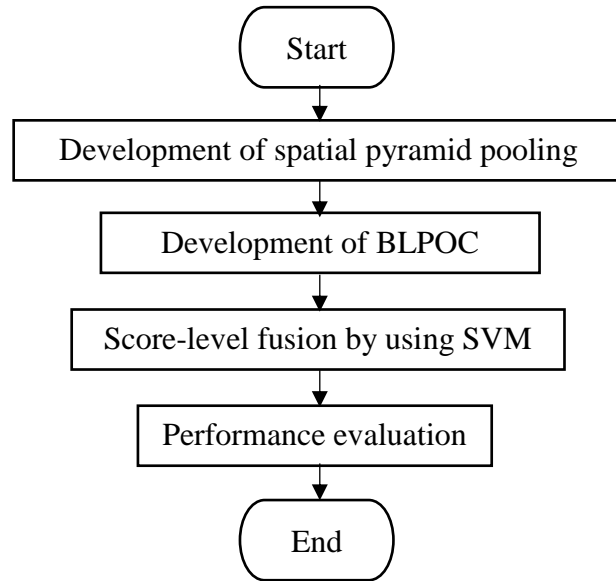 Start
Development of spatial pyramid pooling
Development of BLPOC
Score-level fusion by using SVM
Performance evaluation
End